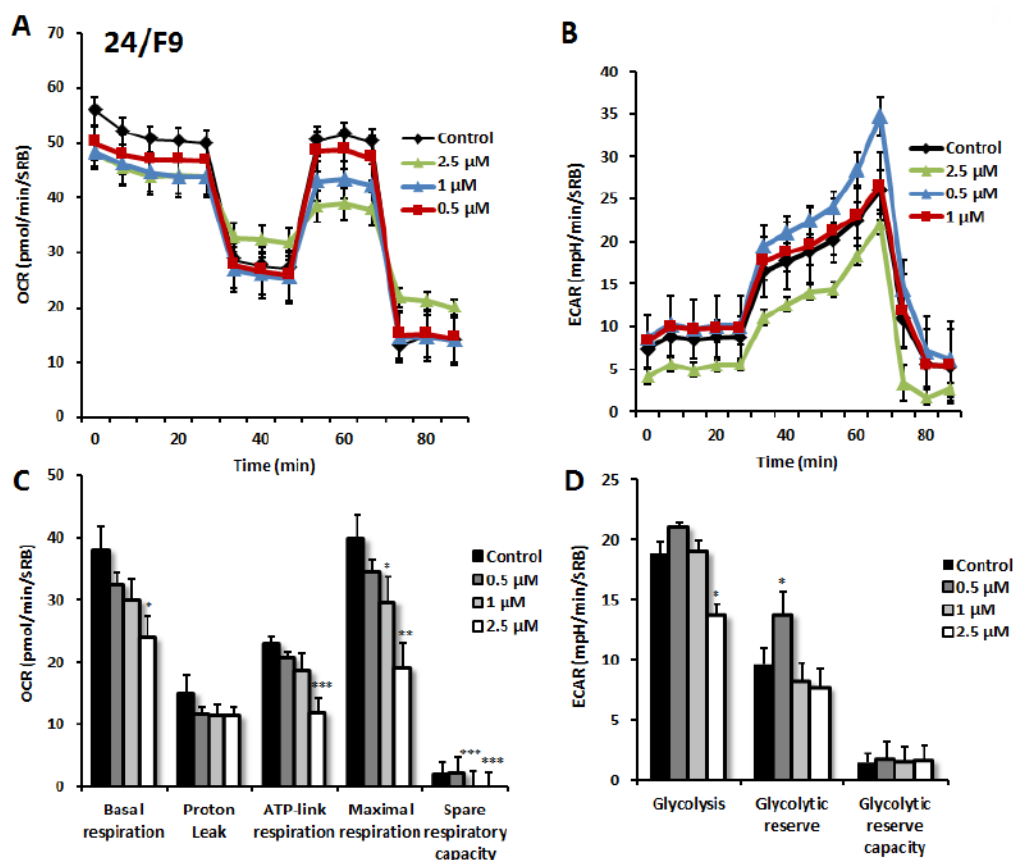 A
24/F9
70
60
50
40
30
20
10
0
OCR (pmol/min/SRB)
0
20
40
60
80
Time (min)
Control
2.5 µM
1 µM
0.5 µM
B
40
35
30
25
20
15
10
5
0
ECAR (mpH/min/SRB)
0
20
40
60
80
Time (min)
Control
2.5 µM
0.5 µM
1 µM
C
50
40
30
20
10
0
OCR (pmol/min/SRB)
*
***
*
**
***
***
Control
0.5 µM
1 µM
2.5 µM
Basal
respiration
Proton
Leak
ATP-link
respiration
Maximal
respiration
Spare
respiratory
capacity
D
25
20
15
10
5
0
ECAR (mpH/min/SRB)
*
*
Control
0.5 µM
1 µM
2.5 µM
Glycolysis
Glycolytic
reserve
Glycolytic
reserve
capacity